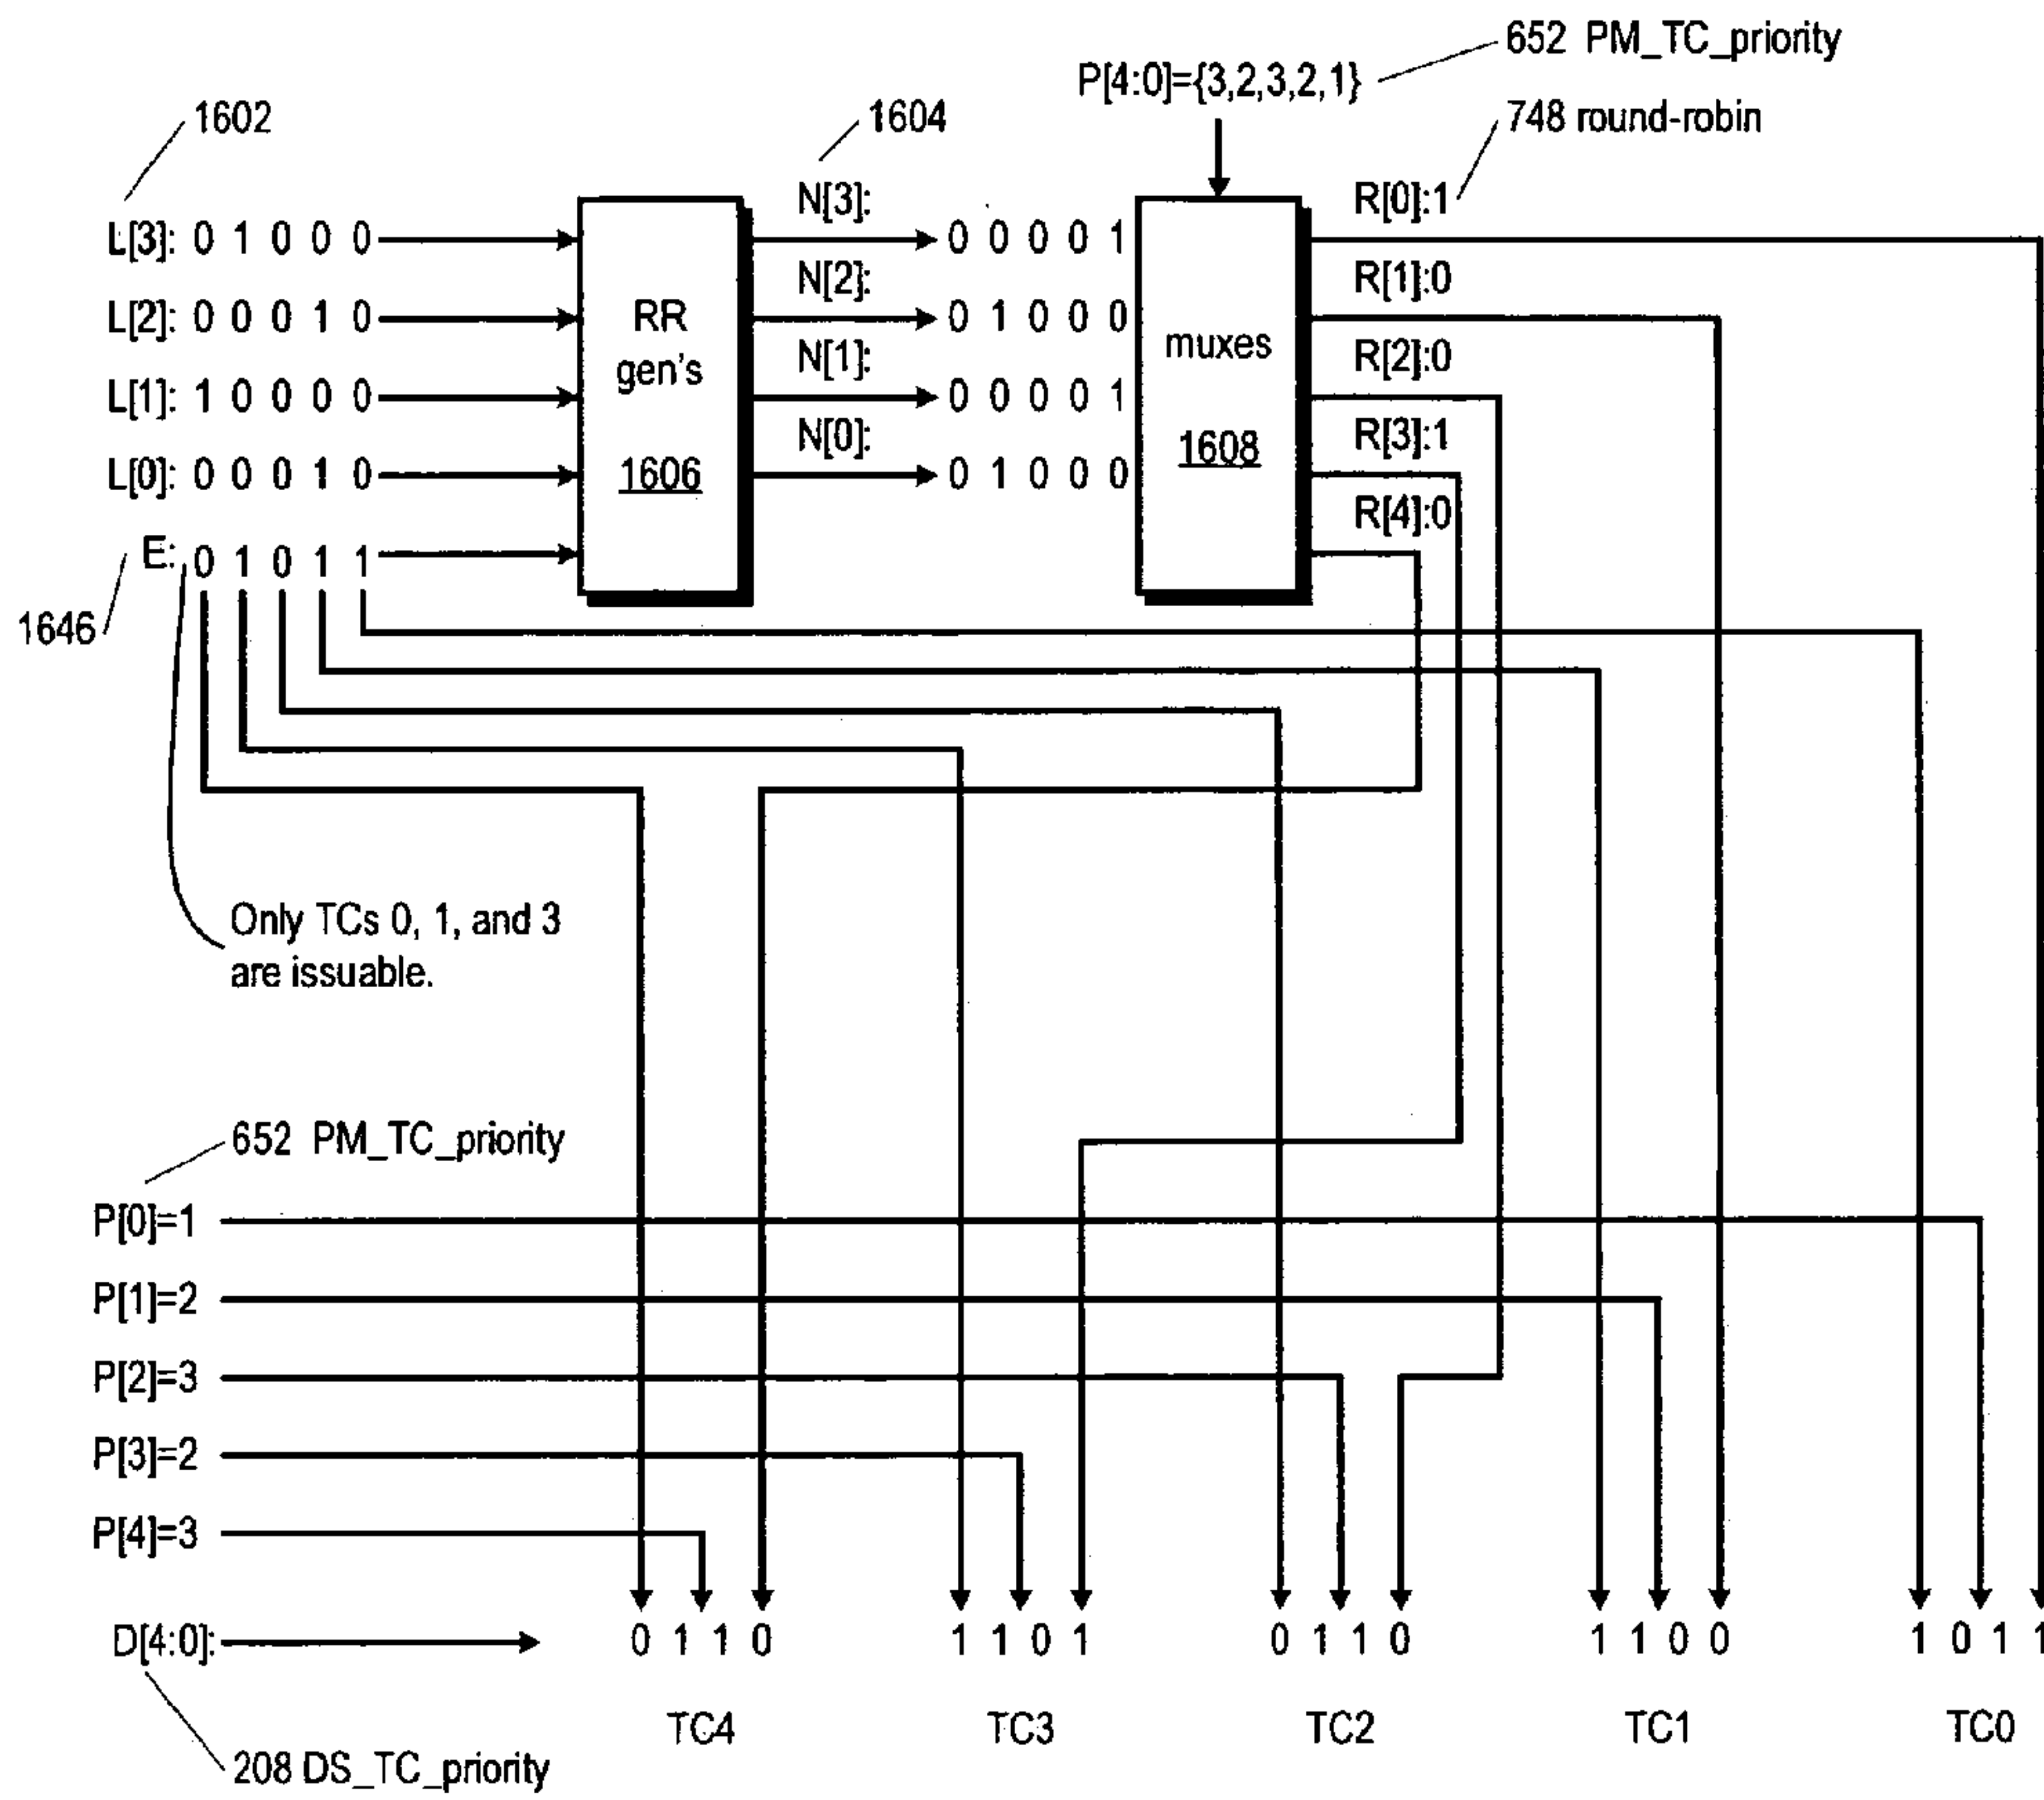 652 PM_TC_priority
P[4:0]={3,2,3,2,1}
1602
1604
748 round-robin
N[3]:
R[0]:1
L[3]: 0 1 0 0 0
0 0 0 0 1
N[2]:
R[1]:0
L[2]: 0 0 0 1 0
RR
0 1 0 0 0
muxes
gen's
N[1]:
R[2]:0
L[1]: 1 0 0 0 0
0 0 0 0 1
N[0]:
R[3]:1
1608
L[0]: 0 0 0 1 0
1606
0 1 0 0 0
R[4]:0
E: 0 1 0 1 1
1646
Only TCs 0, 1, and 3
are issuable.
652 PM_TC_priority
P[0]=1
P[1]=2
P[2]=3
P[3]=2
P[4]=3
D[4:0]: 0 1 1 0 1 1 0 1 0 1 1 0 1 1 0 0 1 0 1 1
TC4 TC3 TC2 TC1 TC0
208 DS_TC_priority